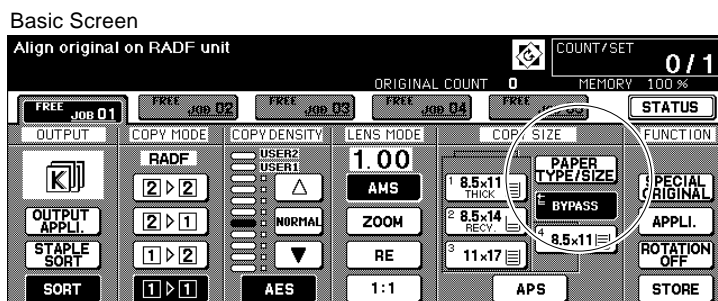 Basic Screen
Align original on RADF unit
COUNT/SET
0/1
ORIGINAL COUNT 0 MEMORY 100%
FREE JOB 01 FREE JOB 02 FREE JOB 03 FREE JOB 04 FREE STATUS
OUTPUT COPY MODE COPY DENSITY LENS MODE COPY SIZE FUNCTION
RADF USER2 1.00 PAPER
USER1 TYPE/SIZE
K 2▷2 △ AMS 1 8.5x11 THICK BYPASS SPECIAL ORIGINAL
OUTPUT APPLI. 2▷1 NORMAL ZOOM 2 8.5x14 RECY. APPLI.
4 8.5x11
STAPLE SORT 1▷2 ▼ RE 3 11x17 ROTATION OFF
SORT 1▷1 AES 1:1 APS STORE